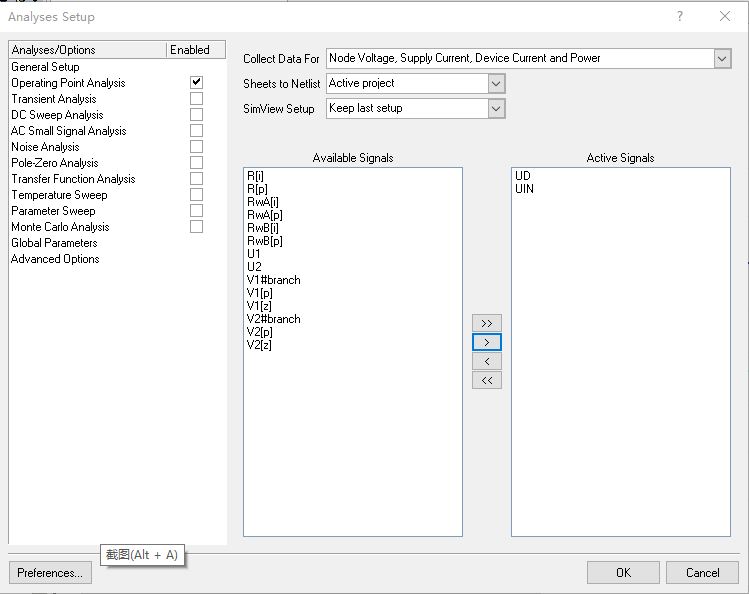 Analyses Setup
?
Analyses/Options Enabled
General Setup
Operating Point Analysis
Transient Analysis
DC Sweep Analysis
AC Small Signal Analysis
Noise Analysis
Pole-Zero Analysis
Transfer Function Analysis
Temperature Sweep
Parameter Sweep
Monte Carlo Analysis
Global Parameters
Advanced Options
Collect Data For Node Voltage, Supply Current, Device Current and Power
Sheets to Netlist Active project
SimView Setup Keep last setup
Available Signals
R[i]
R[p]
RwA[i]
RwA[p]
RwB[i]
RwB[p]
U1
U2
V1#branch
V1[p]
V1[z]
V2#branch
V2[p]
V2[z]
>>
>
<
<<
Active Signals
UD
UIN
截图(Alt + A)
Preferences...
OK
Cancel